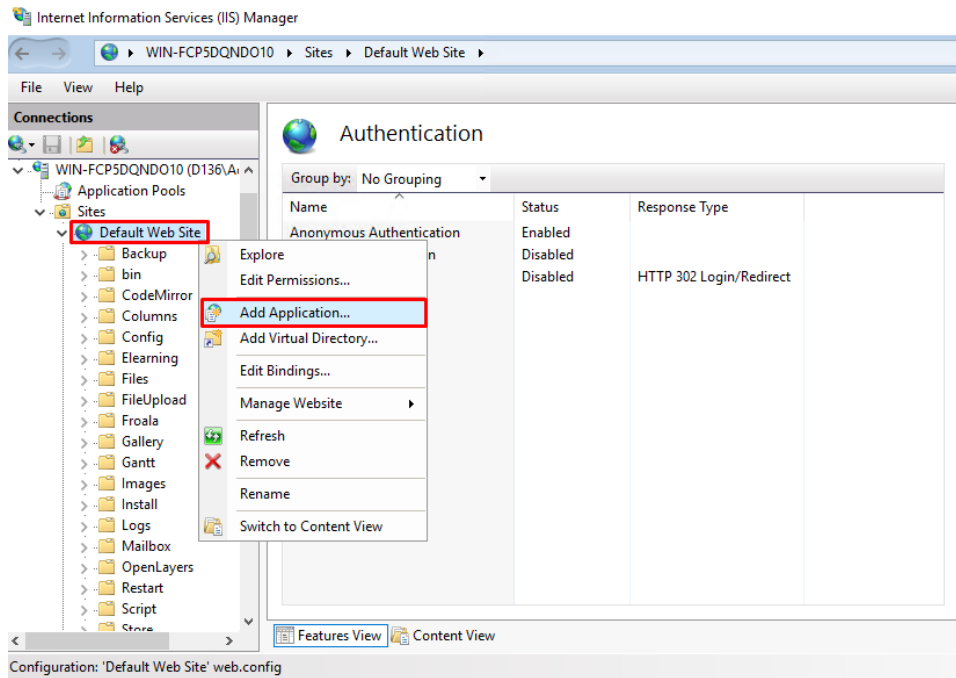 Internet Information Services (IIS) Manager
WIN-FCP5DQNDO10 Sites Default Web Site
File View Help
Connections
WIN-FCP5DQNDO10 (D136\A
Application Pools
Sites
Default Web Site
Backup
bin
CodeMirror
Columns
Config
Elearning
Files
FileUpload
Froala
Gallery
Gantt
Images
Install
Logs
Mailbox
OpenLayers
Restart
Script
Store
Explore
Edit Permissions...
Add Application...
Add Virtual Directory...
Edit Bindings...
Manage Website
Refresh
Remove
Rename
Switch to Content View
Authentication
Group by: No Grouping
Name Status Response Type
Anonymous Authentication Enabled
n Disabled
Disabled HTTP 302 Login/Redirect
Features View Content View
Configuration: 'Default Web Site' web.config